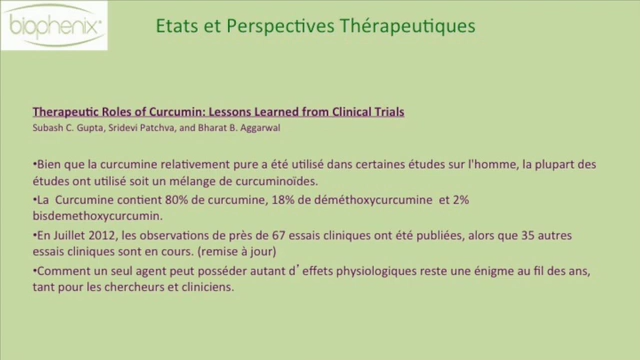 biophenix®
Etats et Perspectives Thérapeutiques
Therapeutic Roles of Curcumin: Lessons Learned from Clinical Trials
Subash C. Gupta, Sridevi Patchva, and Bharat B. Aggarwal
•Bien que la curcumine relativement pure a été utilisé dans certaines études sur l'homme, la plupart des
études ont utilisé soit un mélange de curcuminoïdes.
•La Curcumine contient 80% de curcumine, 18% de déméthoxycurcumine et 2%
bisdemethoxycurcumin.
•En Juillet 2012, les observations de près de 67 essais cliniques ont été publiées, alors que 35 autres
essais cliniques sont en cours. (remise à jour)
•Comment un seul agent peut posséder autant d' effets physiologiques reste une énigme au fil des ans,
tant pour les chercheurs et cliniciens.